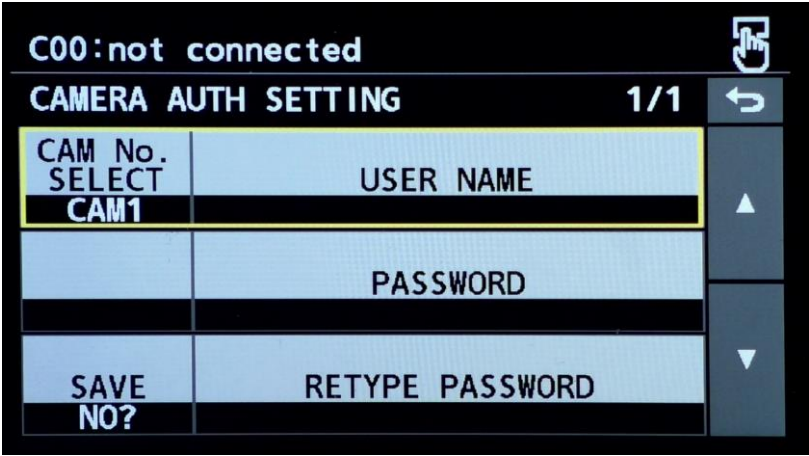 C00:not connected
CAMERA AUTH SETTING 1/1
CAM No.
SELECT
CAM1
USER NAME
PASSWORD
SAVE
NO?
RETYPE PASSWORD